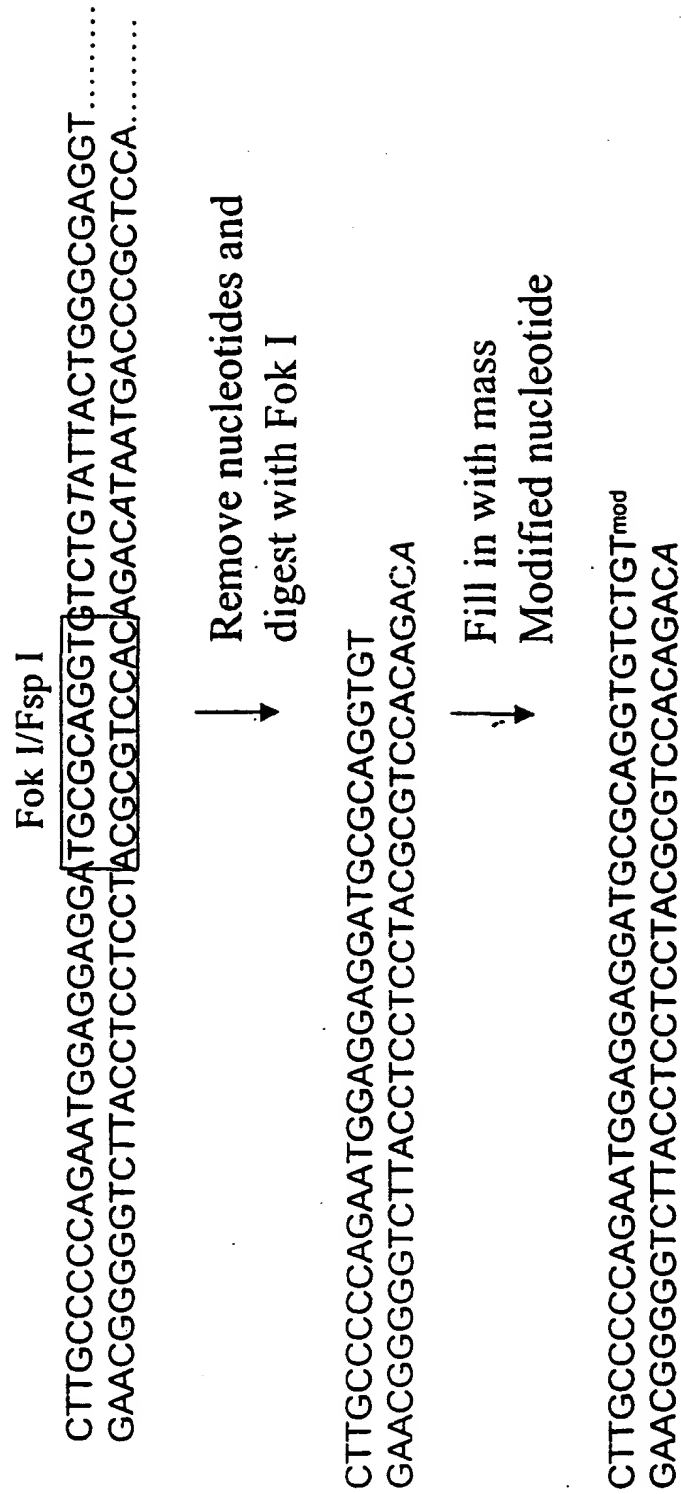 Fok I/Fsp I
CTTGCCCCCAGAATGGAGGAGGATGCGCAGGTGTCTGTATTACTGGGCGAGGT..........
GAACGGGGGTCTTACCTCCTCCTACGCGTCCACAGACATAATGACCCGCTCCA..........
Remove nucleotides and
digest with Fok I
CTTGCCCCCAGAATGGAGGAGGATGCGCAGGTGT
GAACGGGGGTCTTACCTCCTCCTACGCGTCCACAGACA
Fill in with mass
Modified nucleotide
CTTGCCCCCAGAATGGAGGAGGATGCGCAGGTGTCTGTmod
GAACGGGGGTCTTACCTCCTCCTACGCGTCCACAGACA